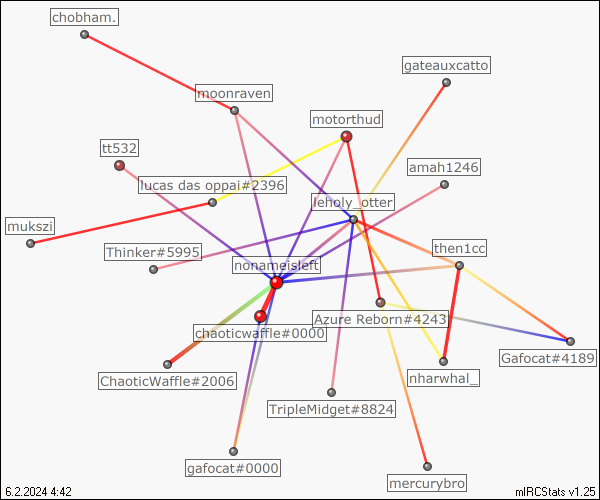 chobham.
gateauxcatto
moonraven
motorthud
tt532
amah1246
lucas das oppai#2396
leholy_otter
mukszi
Thinker#5995
then1cc
nonameisleft
chaoticwaffle#0000
Azure Reborn#4243
Gafocat#4189
ChaoticWaffle#2006
nharwhal_
TripleMidget#8824
gafocat#0000
mercurybro
6.2.2024 4:42
mIRCStats v1.25